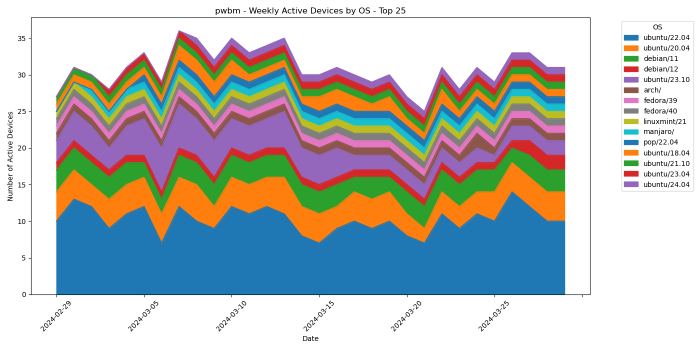 pwbm - Weekly Active Devices by OS - Top 25
Number of Active Devices
35
30
25
20
15
10
5
0
2024-02-29
2024-03-05
2024-03-10
2024-03-15
2024-03-20
2024-03-25
Date
OS
ubuntu/22.04
ubuntu/20.04
debian/11
debian/12
ubuntu/23.10
arch/
fedora/39
fedora/40
linuxmint/21
manjaro/
pop/22.04
ubuntu/18.04
ubuntu/21.10
ubuntu/23.04
ubuntu/24.04